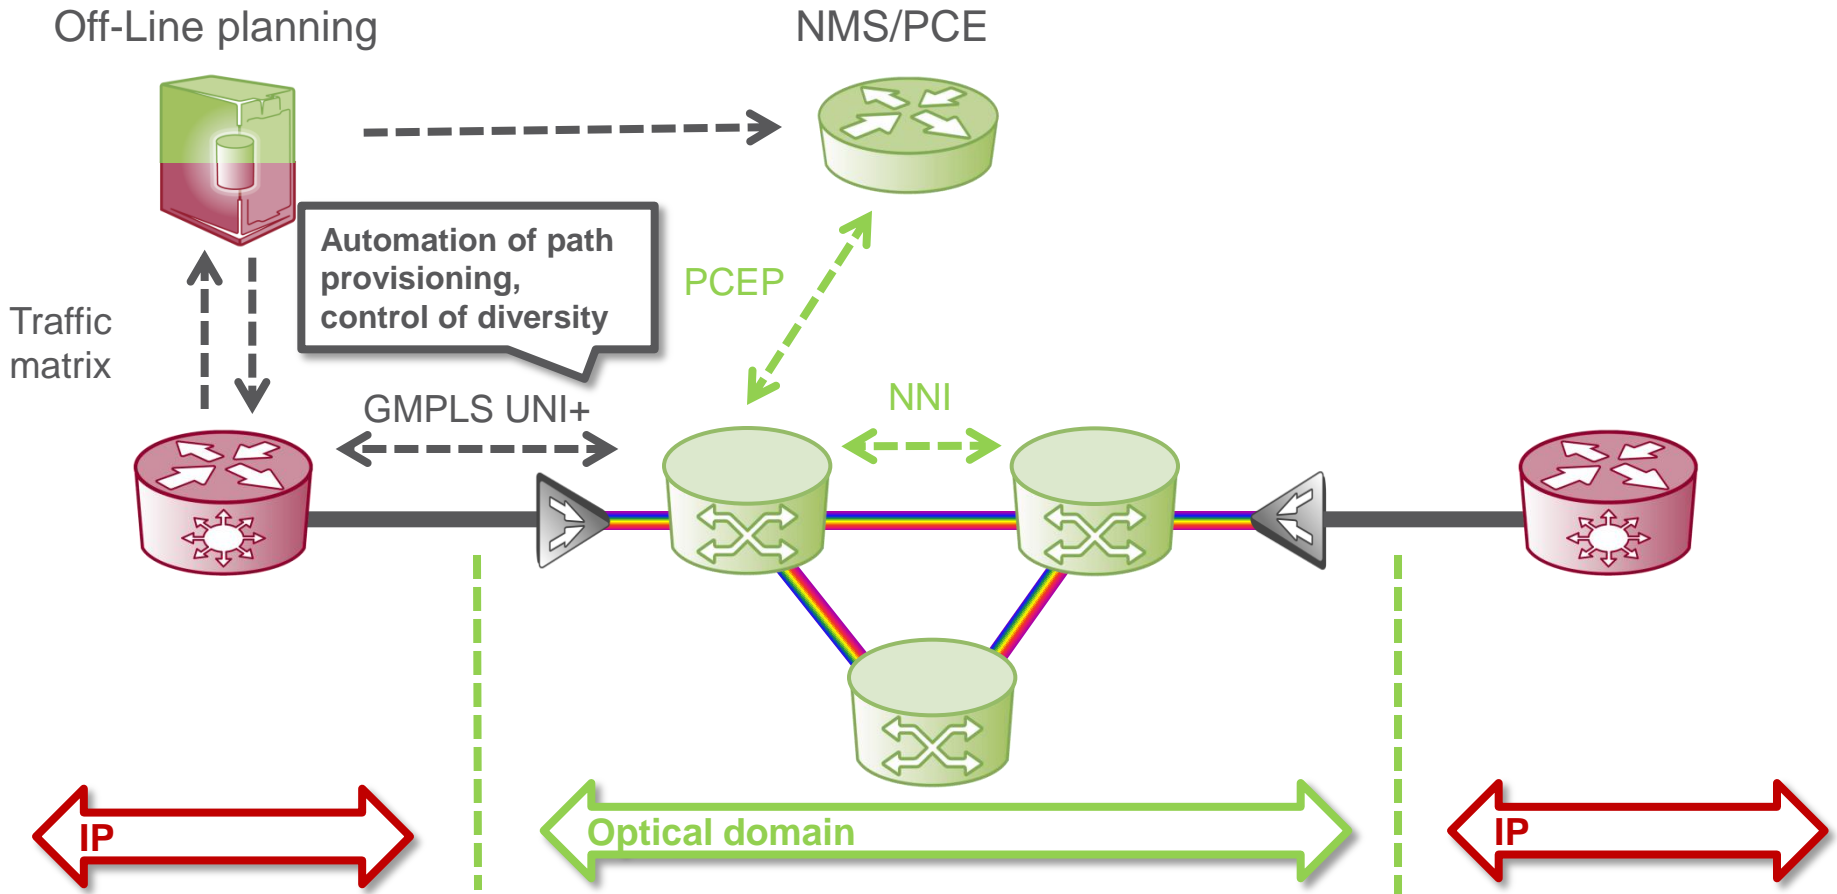 Off-Line planning
NMS/PCE
Automation of path
provisioning,
control of diversity
PCEP
Traffic
matrix
GMPLS UNI+
NNI
IP
Optical domain
IP